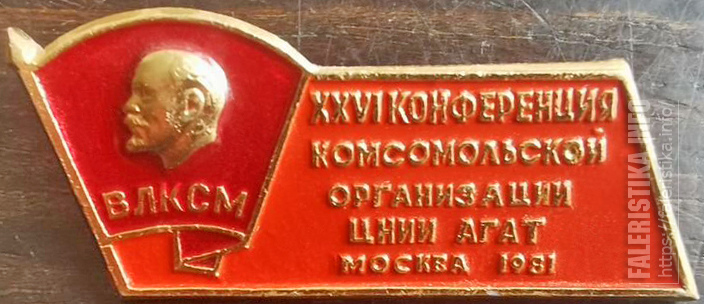 ВЛКСМ
XXVI КОНФЕРЕНЦИЯ
КОМСОМОЛЬСКОЙ
ОРГАНИЗАЦИИ
ЦНИИ АГАТ
МОСКВА 1981
FALERISTIKA.INFO
https://faleristika.info/